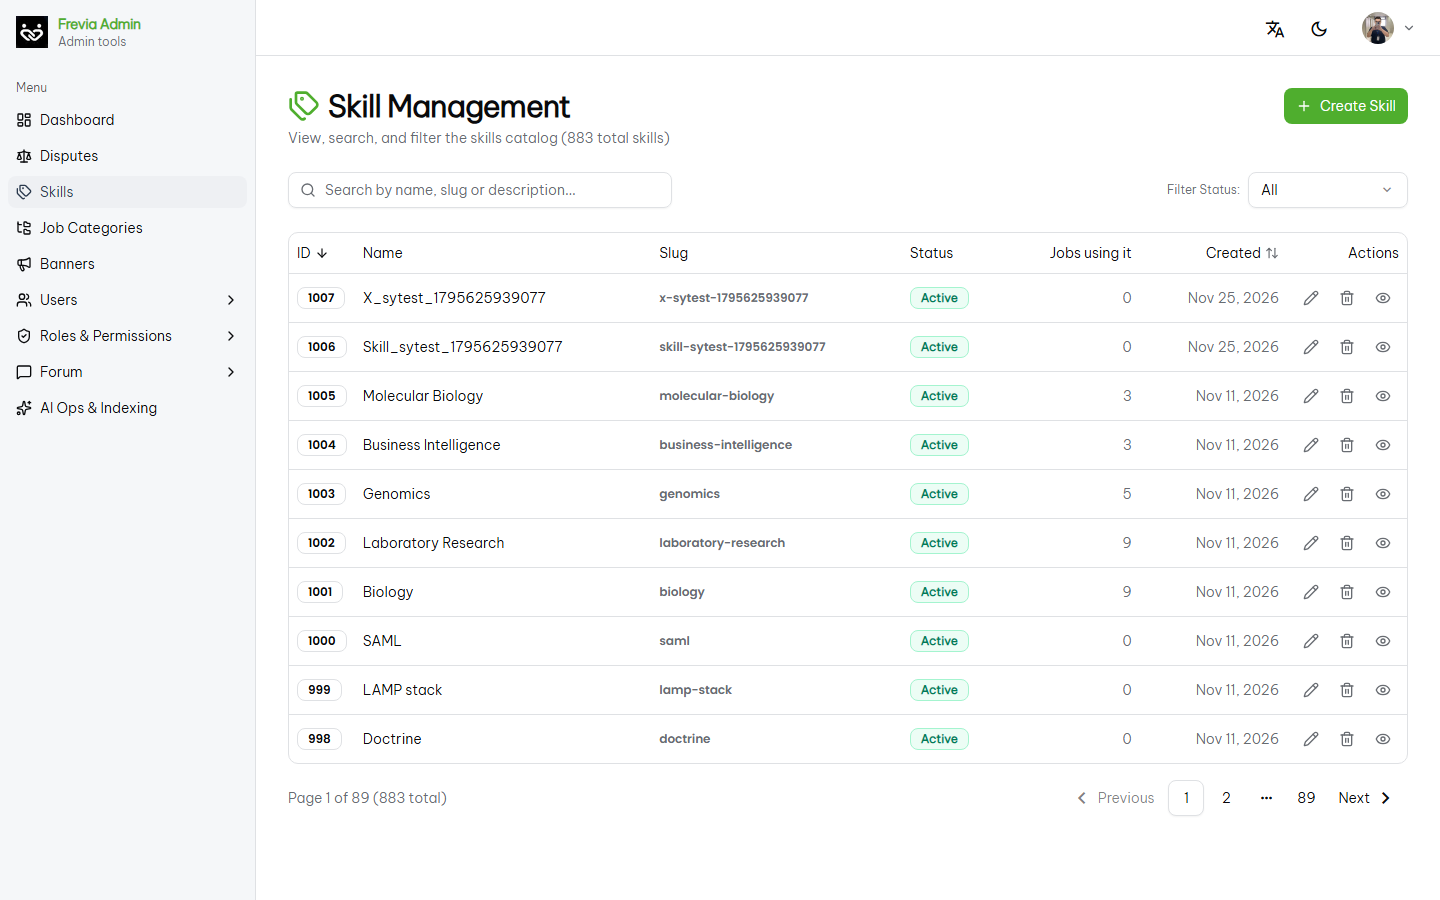 Frevia Admin
Admin tools
Menu
Dashboard
Disputes
Skills
Job Categories
Banners
Users
Roles & Permissions
Forum
AI Ops & Indexing
Skill Management
View, search, and filter the skills catalog (883 total skills)
+ Create Skill
Search by name, slug or description...
Filter Status: All
ID Name Slug Status Jobs using it Created Actions
1007 X_sytest_1795625939077 x-sytest-1795625939077 Active 0 Nov 25, 2026
1006 Skill_sytest_1795625939077 skill-sytest-1795625939077 Active 0 Nov 25, 2026
1005 Molecular Biology molecular-biology Active 3 Nov 11, 2026
1004 Business Intelligence business-intelligence Active 3 Nov 11, 2026
1003 Genomics genomics Active 5 Nov 11, 2026
1002 Laboratory Research laboratory-research Active 9 Nov 11, 2026
1001 Biology biology Active 9 Nov 11, 2026
1000 SAML saml Active 0 Nov 11, 2026
999 LAMP stack lamp-stack Active 0 Nov 11, 2026
998 Doctrine doctrine Active 0 Nov 11, 2026
Page 1 of 89 (883 total) Previous 1 2 ... 89 Next